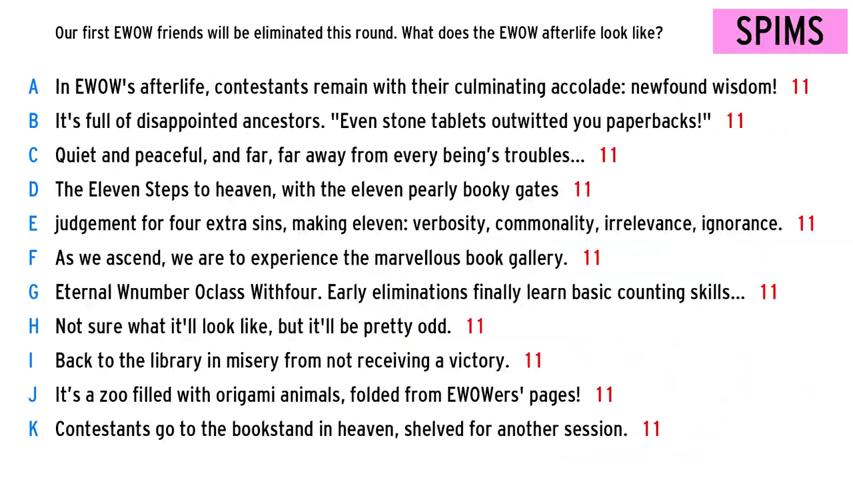 Our first EWOW friends will be eliminated this round. What does the EWOW afterlife look like?
SPIMS
A In EWOW's afterlife, contestants remain with their culminating accolade: newfound wisdom! 11
B It's full of disappointed ancestors. "Even stone tablets outwitted you paperbacks!" 11
C Quiet and peaceful, and far, far away from every being’s troubles... 11
D The Eleven Steps to heaven, with the eleven pearly booky gates 11
E judgement for four extra sins, making eleven: verbosity, commonality, irrelevance, ignorance. 11
F As we ascend, we are to experience the marvellous book gallery. 11
G Eternal Wnumber Oclass Withfour. Early eliminations finally learn basic counting skills... 11
H Not sure what it'll look like, but it'll be pretty odd. 11
I Back to the library in misery from not receiving a victory. 11
J It’s a zoo filled with origami animals, folded from EWOWers' pages! 11
K Contestants go to the bookstand in heaven, shelved for another session. 11